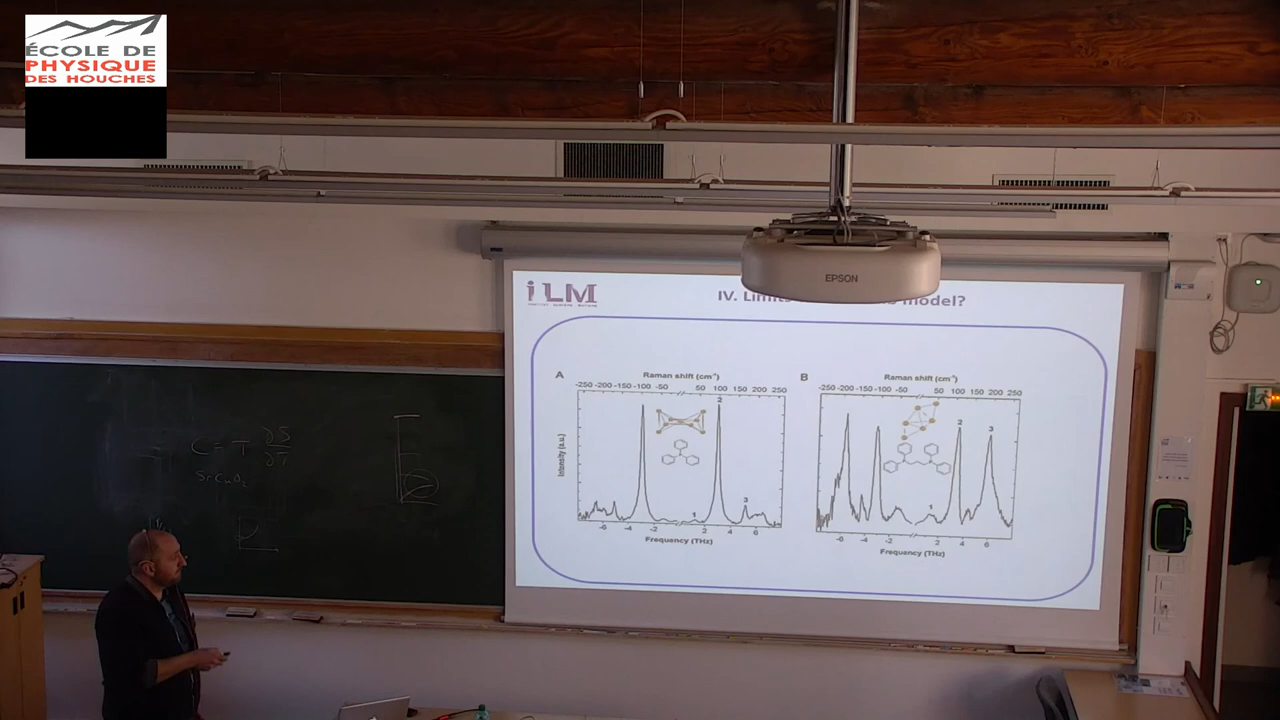 ÉCOLE DE
PHYSIQUE
DES HOUCHES
EPSON
iLM
IV. Limits model?
A
Raman shift (cm⁻¹)
-250 -200 -150 -100 -50 50 100 150 200 250
2
3
1
Intensity (a.u.)
-6 -4 2 4 6
Frequency (THz)
B
Raman shift (cm⁻¹)
-250 -200 -150 -100 -50 50 100 150 200 250
2
3
1
-6 -4 -2 2 4 6
Frequency (THz)
C = T ∂S/∂T
SrCuO₂